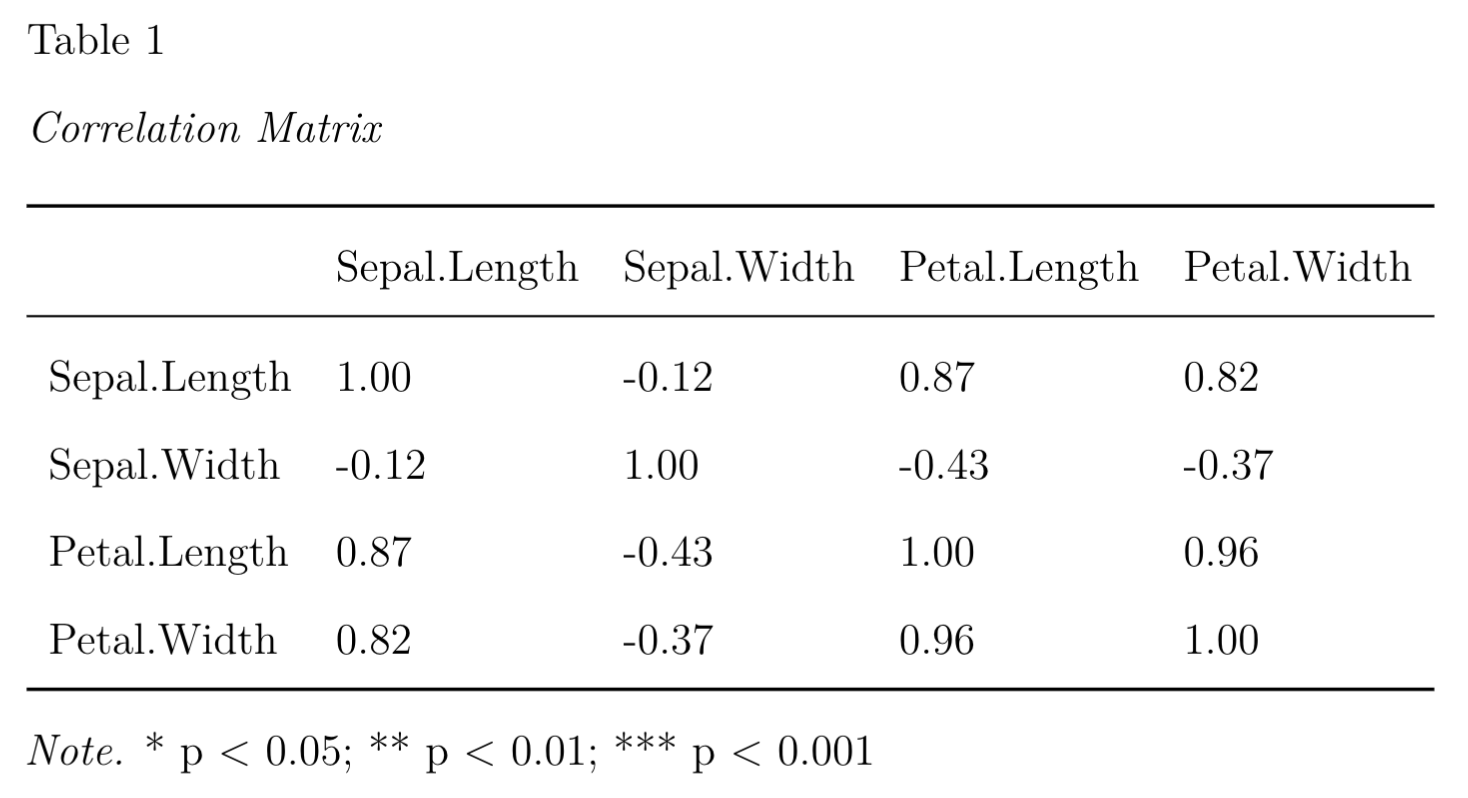 Table 1
Correlation Matrix
Sepal.Length Sepal.Width Petal.Length Petal.Width
Sepal.Length 1.00 -0.12 0.87 0.82
Sepal.Width -0.12 1.00 -0.43 -0.37
Petal.Length 0.87 -0.43 1.00 0.96
Petal.Width 0.82 -0.37 0.96 1.00
Note. * p < 0.05; ** p < 0.01; *** p < 0.001